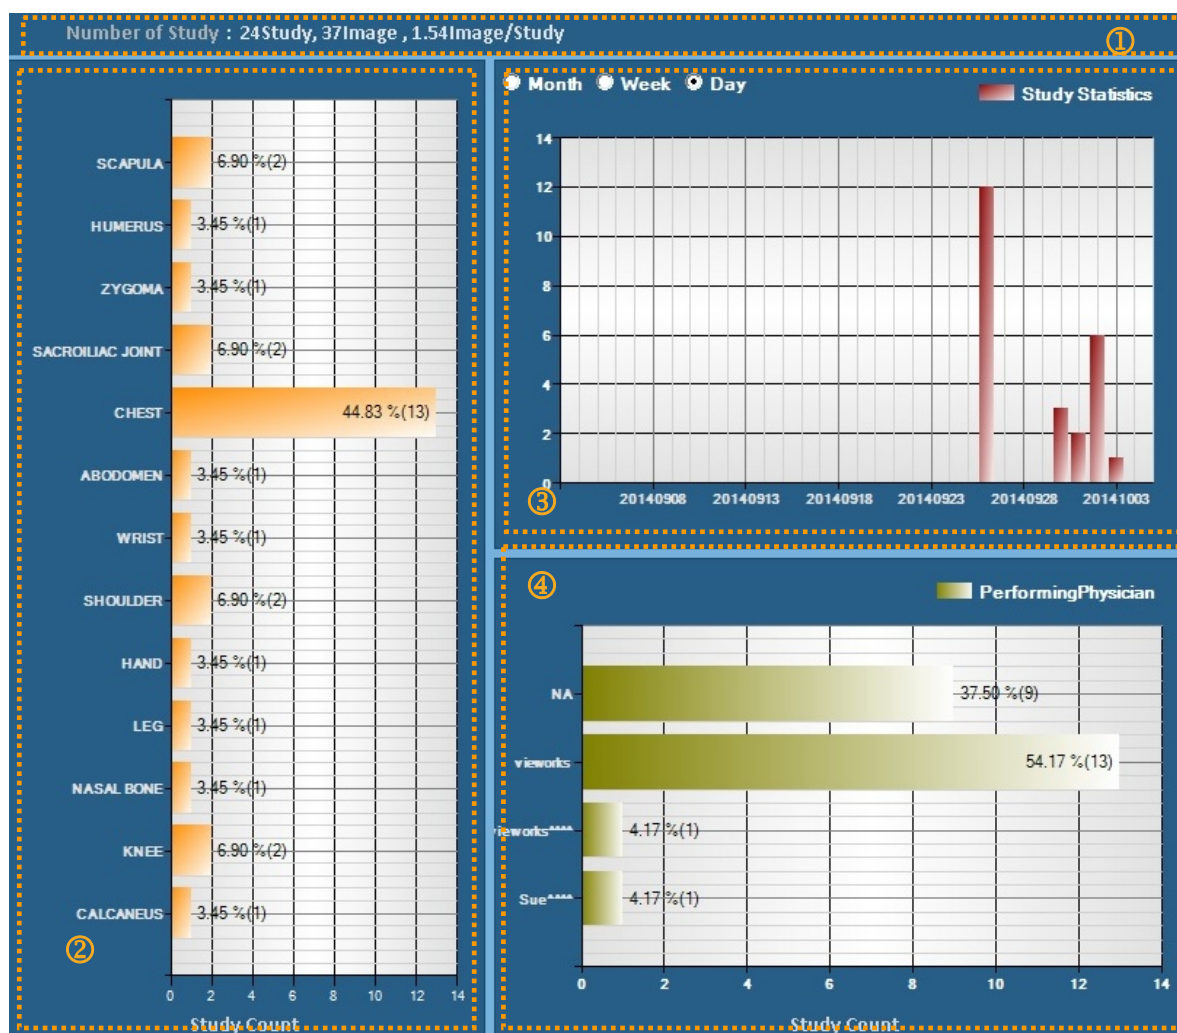 Number of Study : 24Study, 37Image , 1.54Image/Study
①
SCAPULA 6.90 %(2)
HUMERUS 3.45 %(1)
ZYGOMA 3.45 %(1)
SACROILIAC JOINT 6.90 %(2)
CHEST 44.83 %(13)
ABODOMEN 3.45 %(1)
WRIST 3.45 %(1)
SHOULDER 6.90 %(2)
HAND 3.45 %(1)
LEG 3.45 %(1)
NASAL BONE 3.45 %(1)
KNEE 6.90 %(2)
CALCANEUS 3.45 %(1)
②
0 2 4 6 8 10 12 14
Study Count
Month Week Day
Study Statistics
14
12
10
8
6
4
2
0
20140908 20140913 20140918 20140923 20140928 20141003
③
④
PerformingPhysician
NA 37.50 %(9)
vieworks 54.17 %(13)
vieworks^^^^ 4.17 %(1)
Sue^^^^ 4.17 %(1)
0 2 4 6 8 10 12 14
Study Count